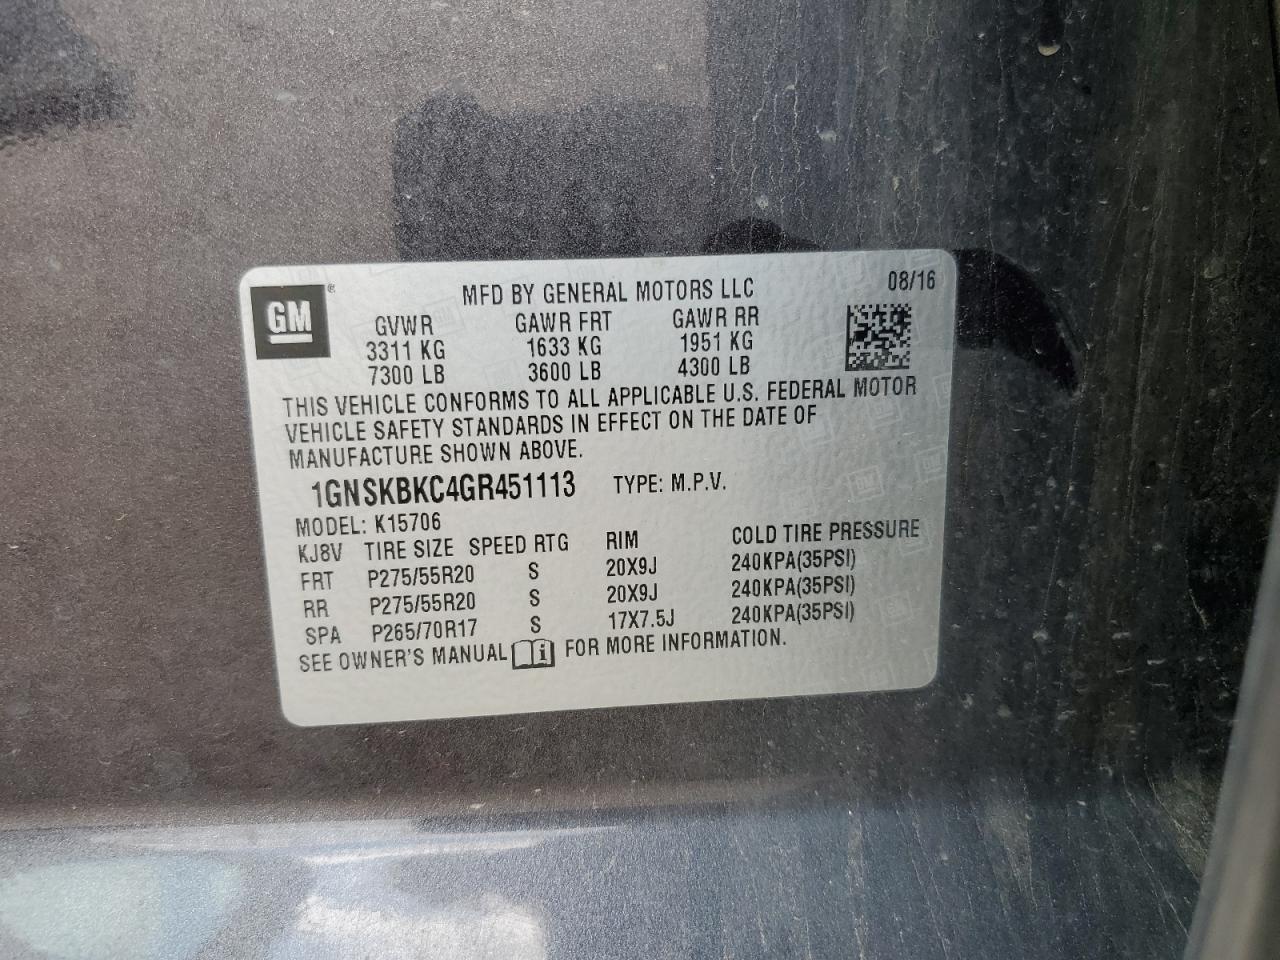 08/16
GM ® MFD BY GENERAL MOTORS LLC
GVWR GAWR FRT GAWR RR
3311 KG 1633 KG 1951 KG
7300 LB 3600 LB 4300 LB
THIS VEHICLE CONFORMS TO ALL APPLICABLE U.S. FEDERAL MOTOR
VEHICLE SAFETY STANDARDS IN EFFECT ON THE DATE OF
MANUFACTURE SHOWN ABOVE.
1GNSKBKC4GR451113 TYPE: M.P.V.
MODEL: K15706
KJ8V TIRE SIZE SPEED RTG RIM COLD TIRE PRESSURE
FRT P275/55R20 S 20X9J 240KPA(35PSI)
RR P275/55R20 S 20X9J 240KPA(35PSI)
SPA P265/70R17 S 17X7.5J 240KPA(35PSI)
SEE OWNER'S MANUAL i FOR MORE INFORMATION.